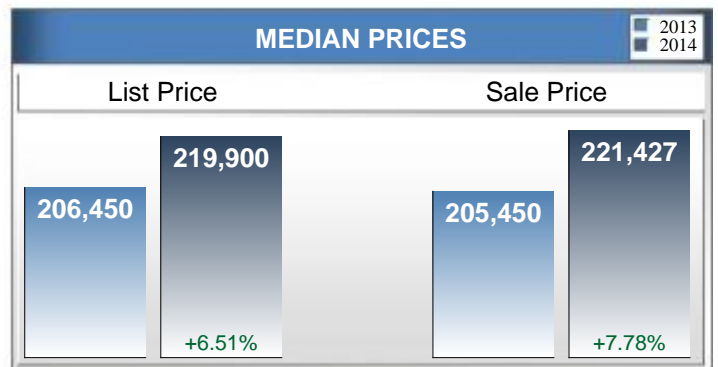 MEDIAN PRICES
2013
2014
List Price
Sale Price
206,450
219,900
+6.51%
205,450
221,427
+7.78%